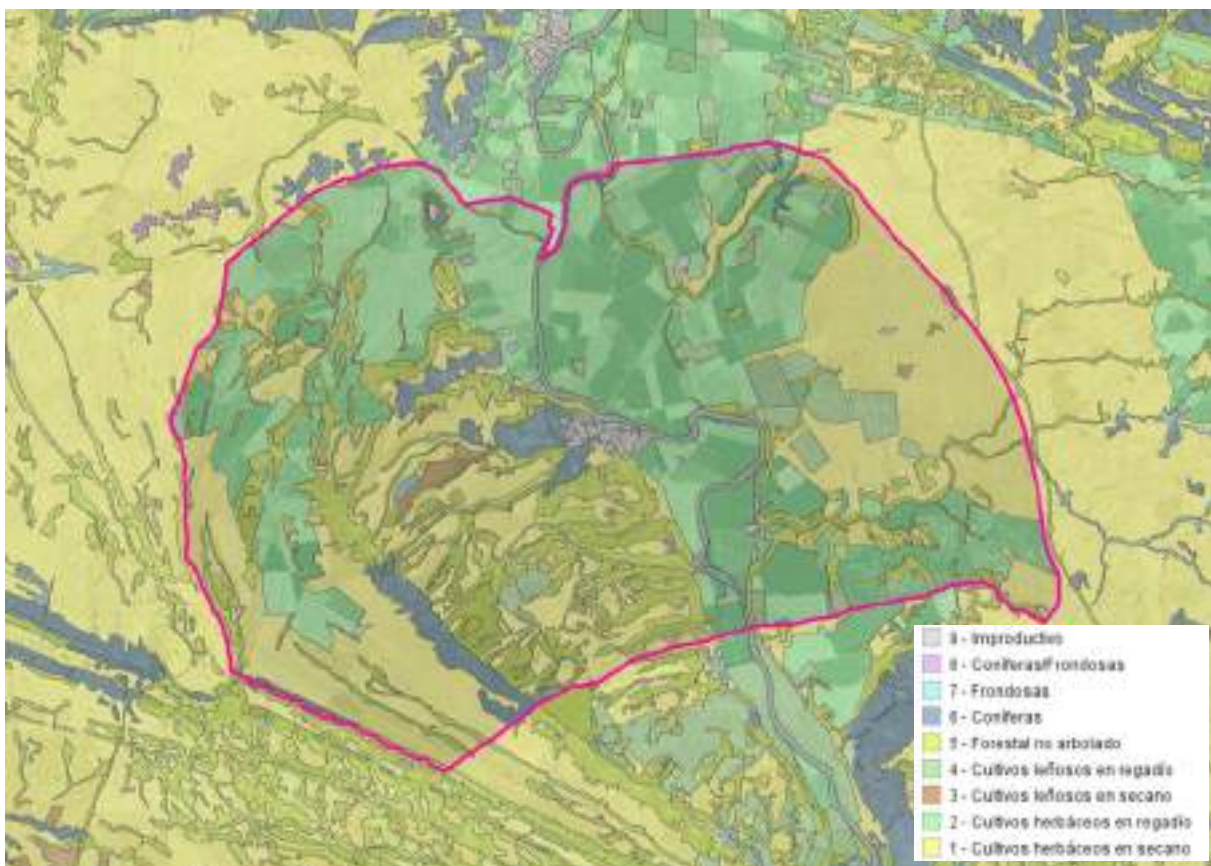 9 - Improductivo
8 - Coníferas/Frondosas
7 - Frondosas
6 - Coníferas
5 - Forestal no arbolado
4 - Cultivos leñosos en regadío
3 - Cultivos leñosos en secano
2 - Cultivos herbáceos en regadío
1 - Cultivos herbáceos en secano